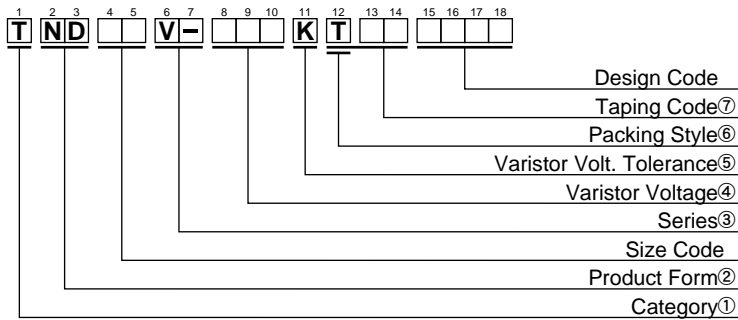 1 2 3 4 5 6 7 8 9 10 11 12 13 14 15 16 17 18
T N D V - K T
Design Code
Taping Code⑦
Packing Style⑥
Varistor Volt. Tolerance⑤
Varistor Voltage④
Series③
Size Code
Product Form②
Category①